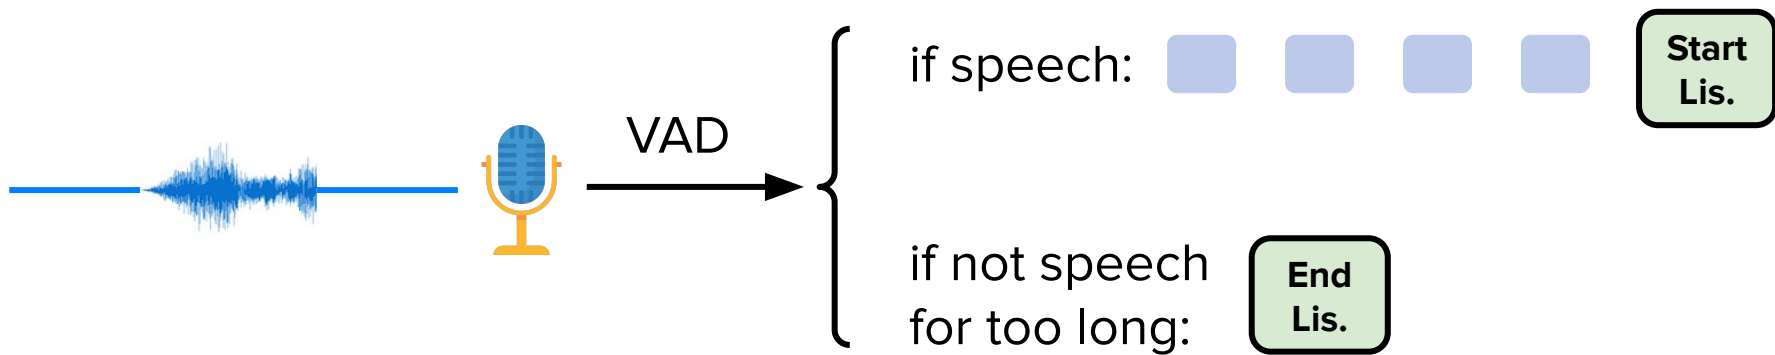 VAD
if speech:
Start
Lis.
if not speech
for too long:
End
Lis.